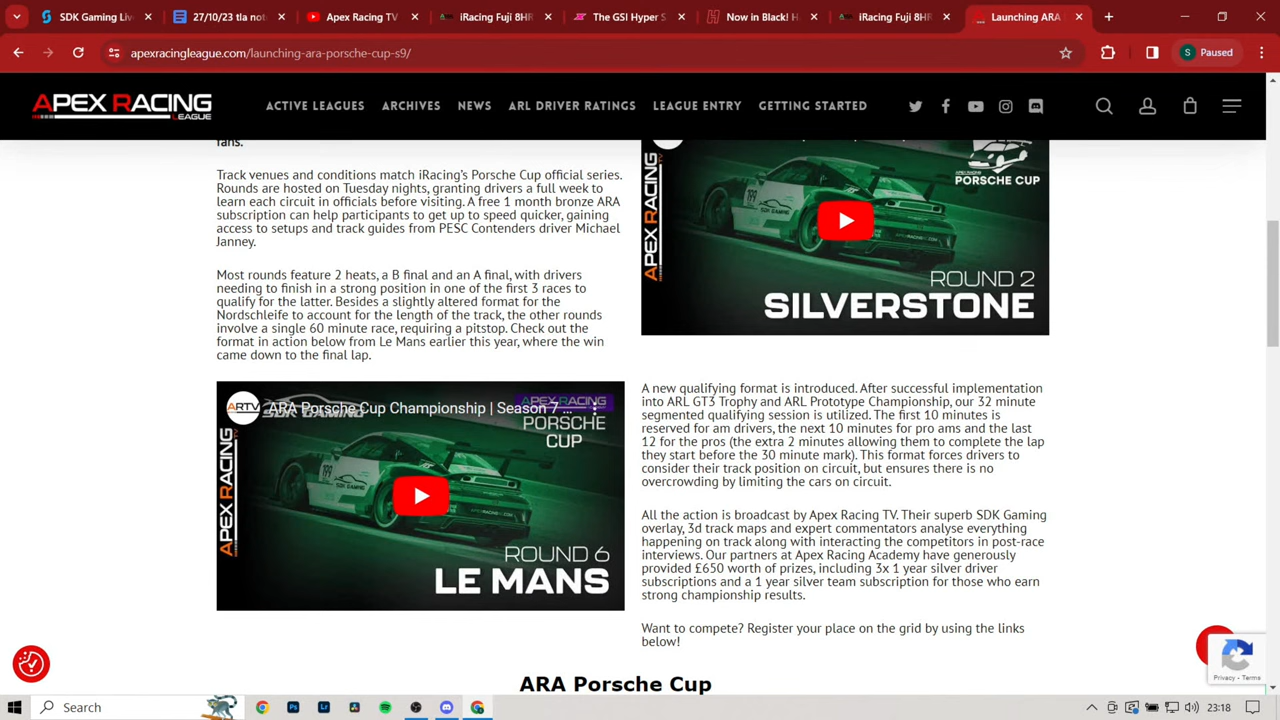 SDK Gaming Liv
27/10/23 tla not
Apex Racing TV
iRacing Fuji 8HR
The GSI Hyper S
Now in Black! H
iRacing Fuji 8HR
Launching ARA
apexracingleague.com/launching-ara-porsche-cup-s9/
S Paused
APEX RACING
LEAGUE
ACTIVE LEAGUES
ARCHIVES
NEWS
ARL DRIVER RATINGS
LEAGUE ENTRY
GETTING STARTED
fans.
Track venues and conditions match iRacing's Porsche Cup official series.
Rounds are hosted on Tuesday nights, granting drivers a full week to
learn each circuit in officials before visiting. A free 1 month bronze ARA
subscription can help participants to get up to speed quicker, gaining
access to setups and track guides from PESC Contenders driver Michael
Janney.
Most rounds feature 2 heats, a B final and an A final, with drivers
needing to finish in a strong position in one of the first 3 races to
qualify for the latter. Besides a slightly altered format for the
Nordschleife to account for the length of the track, the other rounds
involve a single 60 minute race, requiring a pitstop. Check out the
format in action below from Le Mans earlier this year, where the win
came down to the final lap.
ARTV
ARA Porsche Cup Championship | Season 7 ...
APEX RACING
PORSCHE
CUP
APEX RACING TV
199
SDK GAMING
ROUND 6
LE MANS
PORSCHE CUP
APEX RACING TV
199
SDK GAMING
ROUND 2
SILVERSTONE
A new qualifying format is introduced. After successful implementation
into ARL GT3 Trophy and ARL Prototype Championship, our 32 minute
segmented qualifying session is utilized. The first 10 minutes is
reserved for am drivers, the next 10 minutes for pro ams and the last
12 for the pros (the extra 2 minutes allowing them to complete the lap
they start before the 30 minute mark). This format forces drivers to
consider their track position on circuit, but ensures there is no
overcrowding by limiting the cars on circuit.
All the action is broadcast by Apex Racing TV. Their superb SDK Gaming
overlay, 3d track maps and expert commentators analyse everything
happening on track along with interacting the competitors in post-race
interviews. Our partners at Apex Racing Academy have generously
provided £650 worth of prizes, including 3x 1 year silver driver
subscriptions and a 1 year silver team subscription for those who earn
strong championship results.
Want to compete? Register your place on the grid by using the links
below!
ARA Porsche Cup
Privacy - Terms
Search
23:18